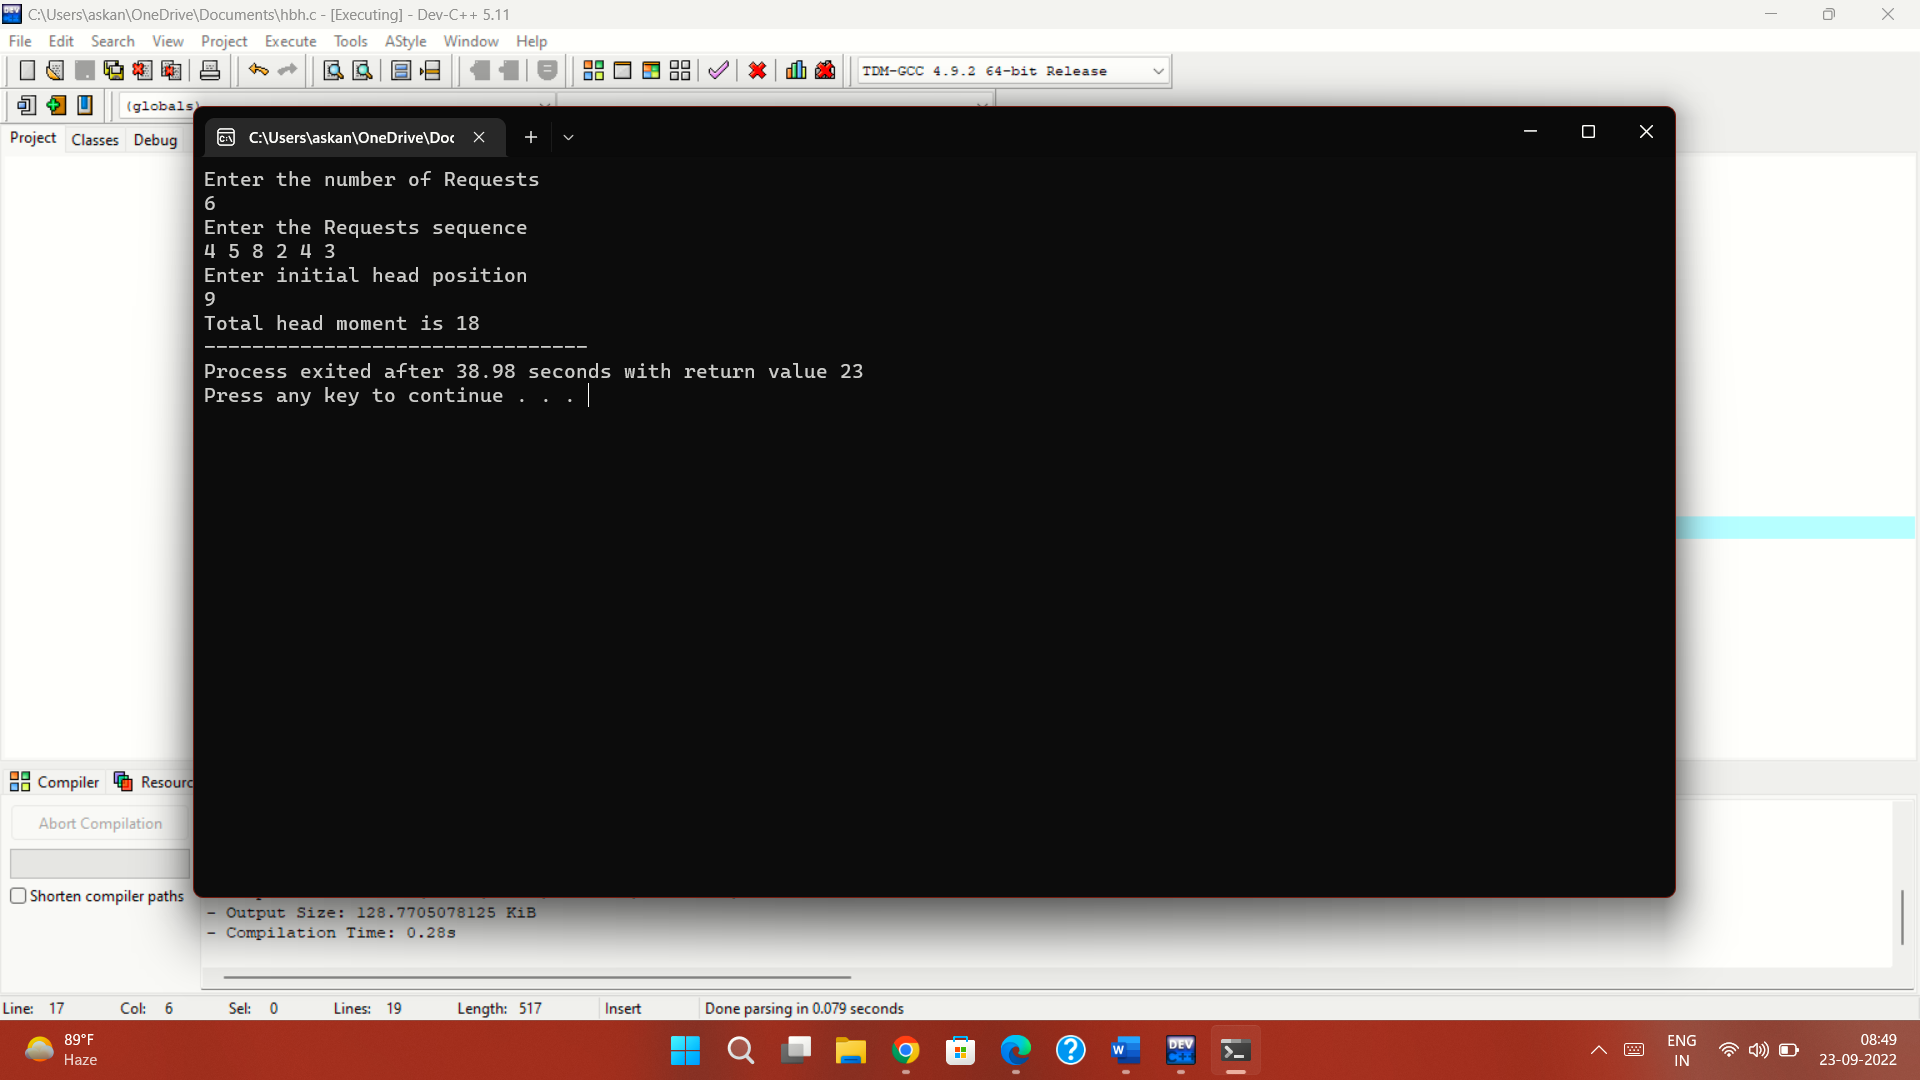 C:\Users\askan\OneDrive\Documents\hbh.c - [Executing] - Dev-C++ 5.11
File Edit Search View Project Execute Tools AStyle Window Help
TDM-GCC 4.9.2 64-bit Release
(globals)
Project Classes Debug
C:\Users\askan\OneDrive\Doc
Enter the number of Requests
6
Enter the Requests sequence
4 5 8 2 4 3
Enter initial head position
9
Total head moment is 18
--------------------------------
Process exited after 38.98 seconds with return value 23
Press any key to continue . . .
Compiler Resourc
Abort Compilation
Shorten compiler paths
- Output Size: 128.7705078125 KiB
- Compilation Time: 0.28s
Line: 17 Col: 6 Sel: 0 Lines: 19 Length: 517 Insert Done parsing in 0.079 seconds
89°F
Haze
DEV
C++
ENG
IN
08:49
23-09-2022